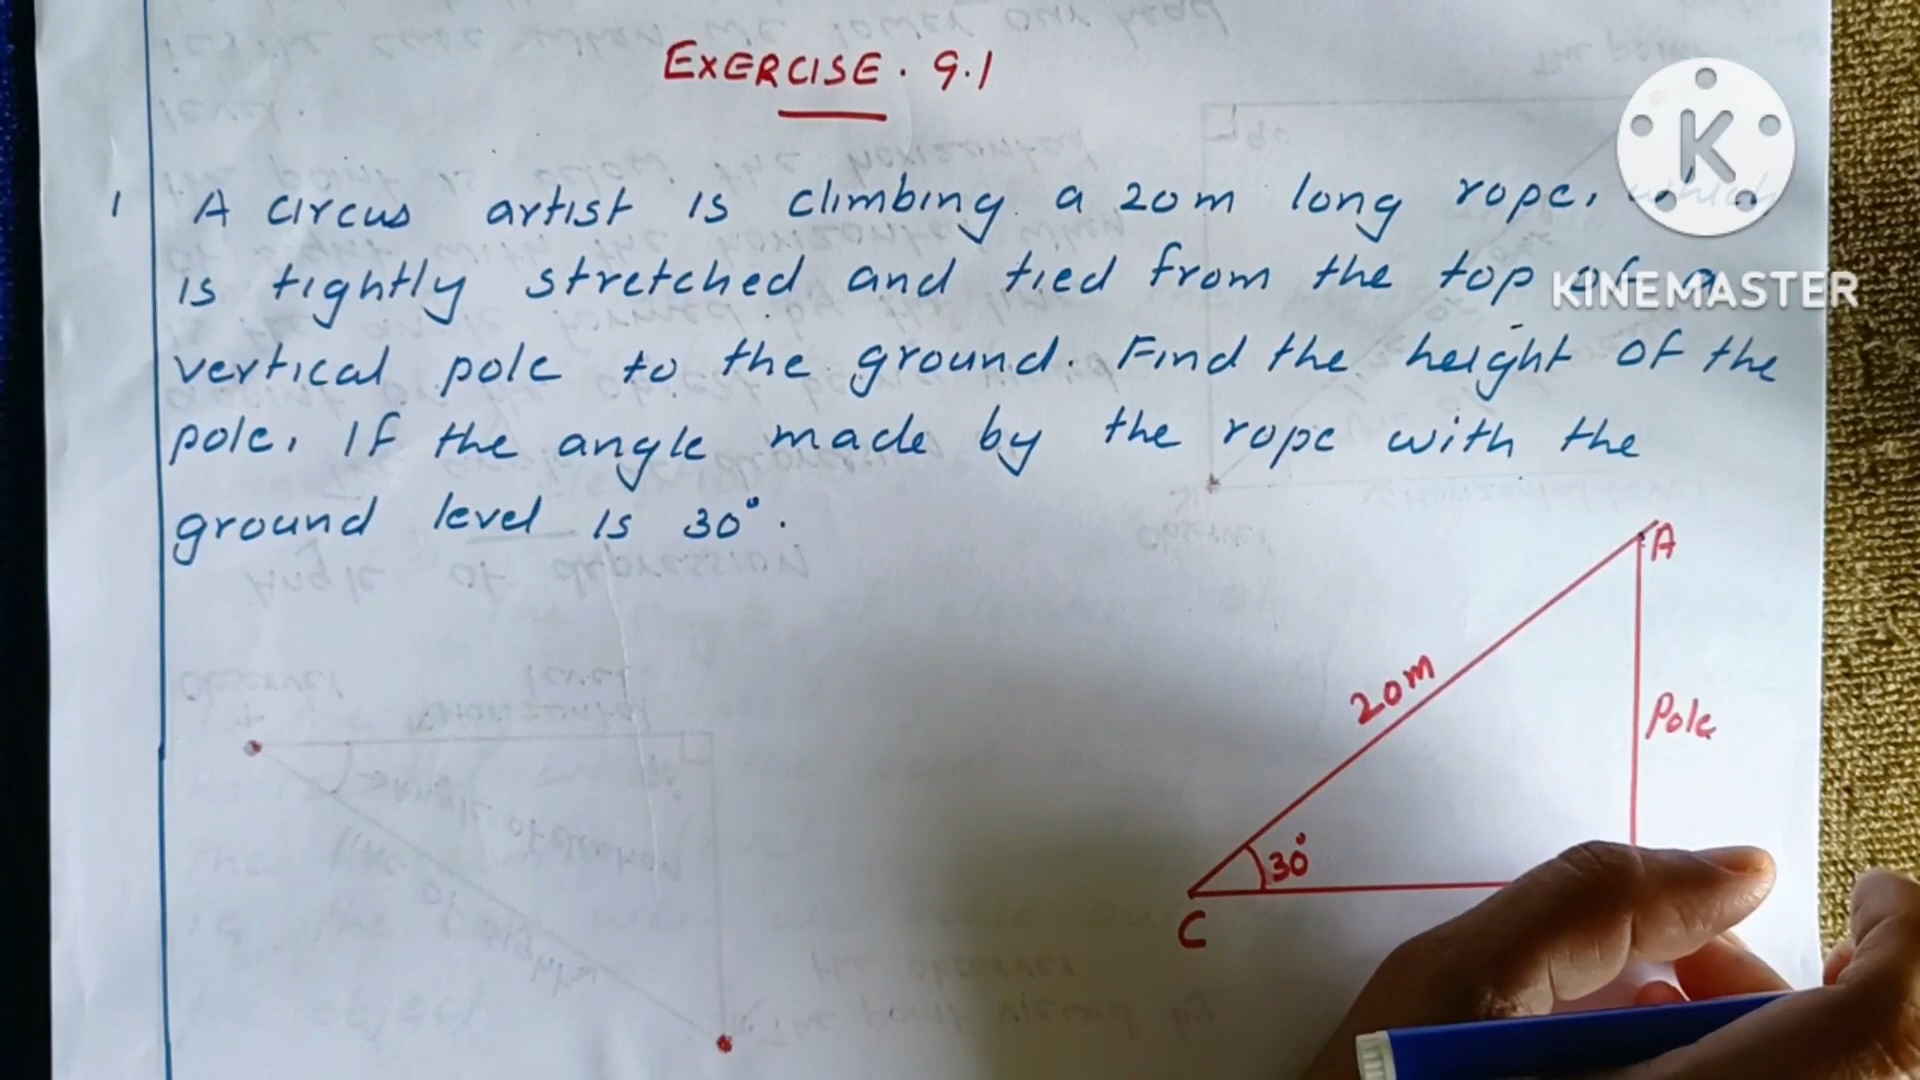 EXERCISE. 9.1
1 A circus artist is climbing a 20m long rope, which
is tightly stretched and tied from the top of a
KINEMASTER
vertical pole to the ground. Find the height of the
pole, If the angle made by the rope with the
ground level is 30°.
A
20m
Pole
30°
C